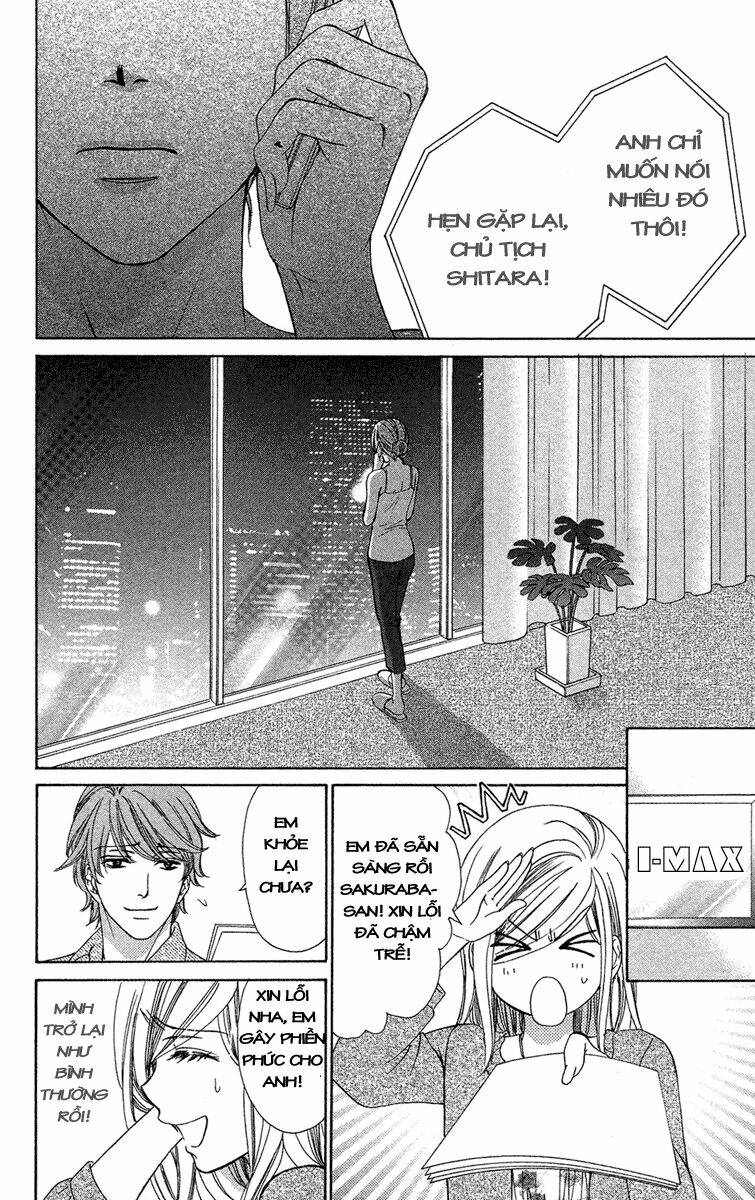 ANH CHỈ
MUỐN NÓI
NHIÊU ĐÓ
THÔI!
HẸN GẶP LẠI,
CHỦ TỊCH
SHITARA!
I-MAX
EM ĐÃ SẴN
SÀNG RỒI
SAKURABA-
SAN! XIN LỖI
ĐÃ CHẬM
TRỄ!
EM
KHỎE
LẠI
CHƯA?
XIN LỖI
NHA, EM
GÂY PHIỀN
PHỨC CHO
ANH!
MÌNH
TRỞ LẠI
NHƯ
BÌNH
THƯỜNG
RỒI!